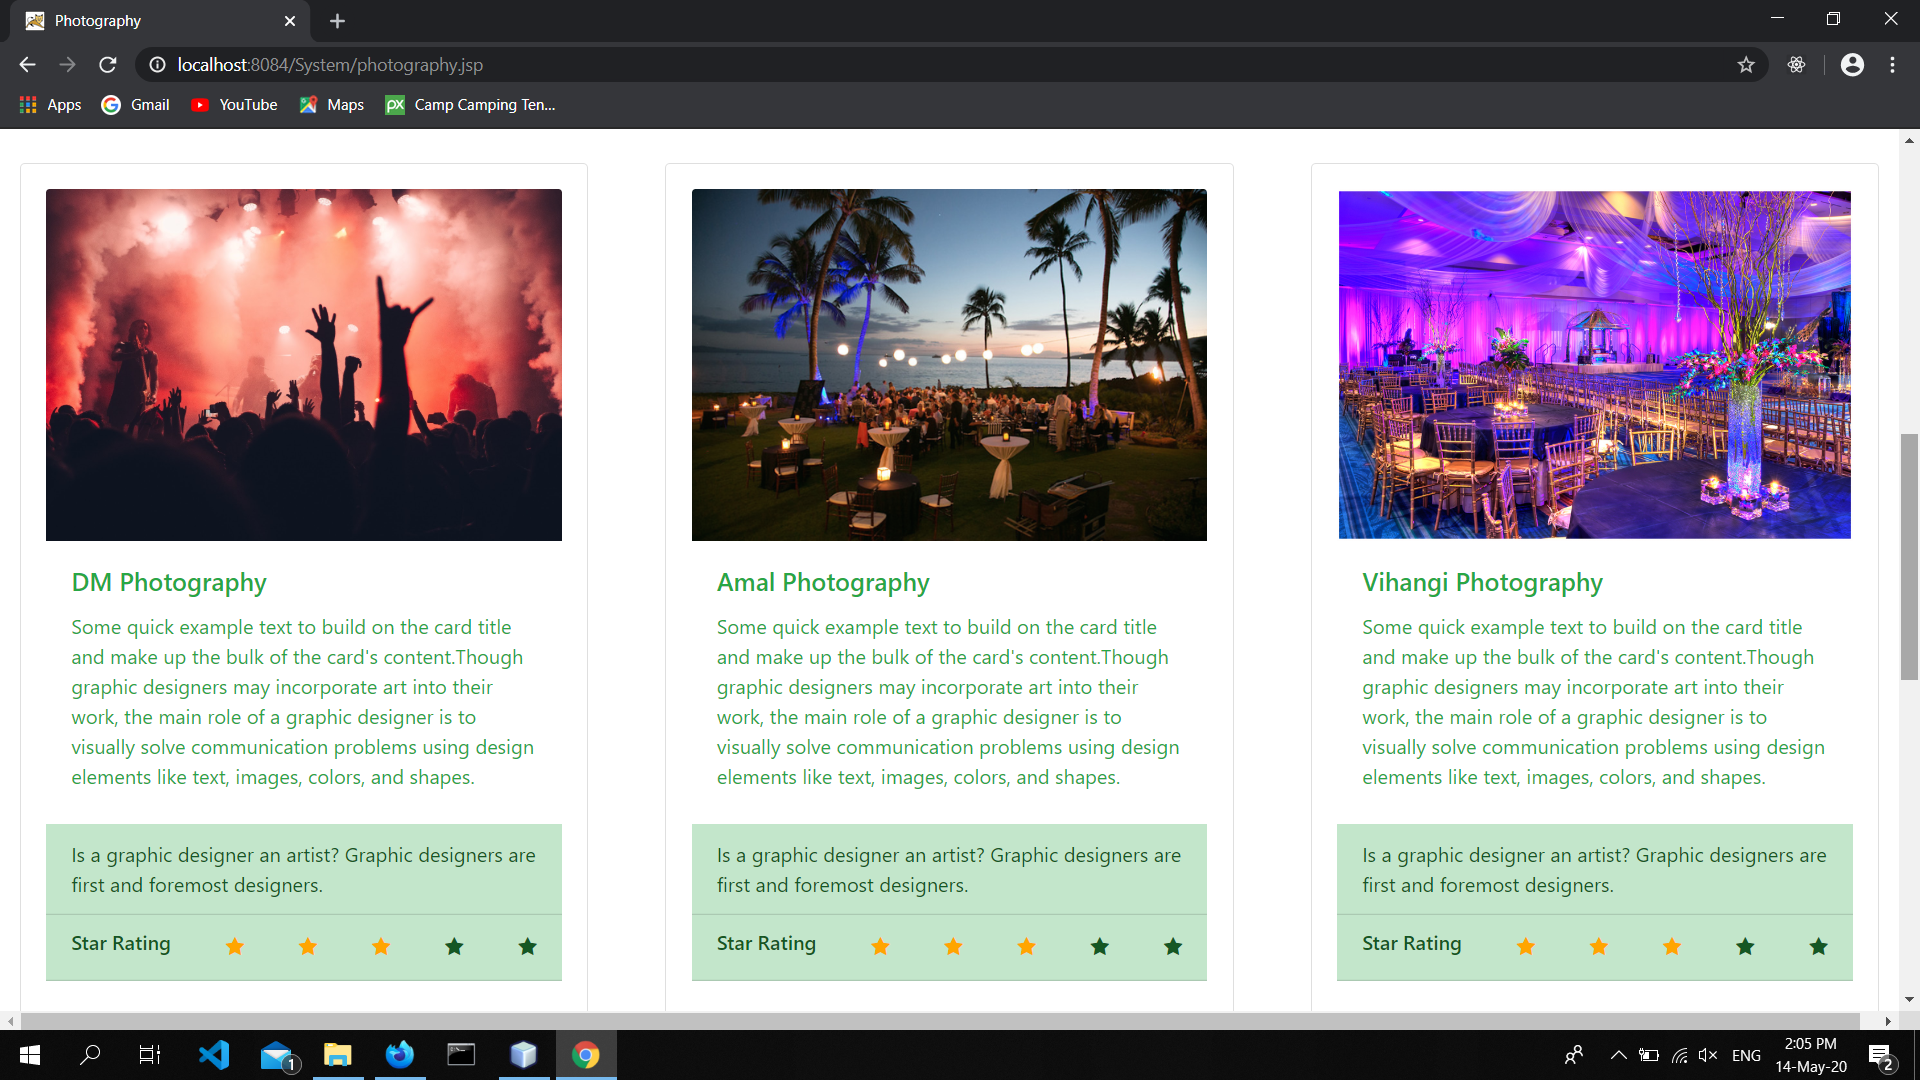 Photography
localhost:8084/System/photography.jsp
Apps Gmail YouTube Maps Camp Camping Ten...
DM Photography
Some quick example text to build on the card title
and make up the bulk of the card's content.Though
graphic designers may incorporate art into their
work, the main role of a graphic designer is to
visually solve communication problems using design
elements like text, images, colors, and shapes.
Is a graphic designer an artist? Graphic designers are
first and foremost designers.
Star Rating
Amal Photography
Some quick example text to build on the card title
and make up the bulk of the card's content.Though
graphic designers may incorporate art into their
work, the main role of a graphic designer is to
visually solve communication problems using design
elements like text, images, colors, and shapes.
Is a graphic designer an artist? Graphic designers are
first and foremost designers.
Star Rating
Vihangi Photography
Some quick example text to build on the card title
and make up the bulk of the card's content.Though
graphic designers may incorporate art into their
work, the main role of a graphic designer is to
visually solve communication problems using design
elements like text, images, colors, and shapes.
Is a graphic designer an artist? Graphic designers are
first and foremost designers.
Star Rating
1
ENG
2:05 PM
14-May-20
2